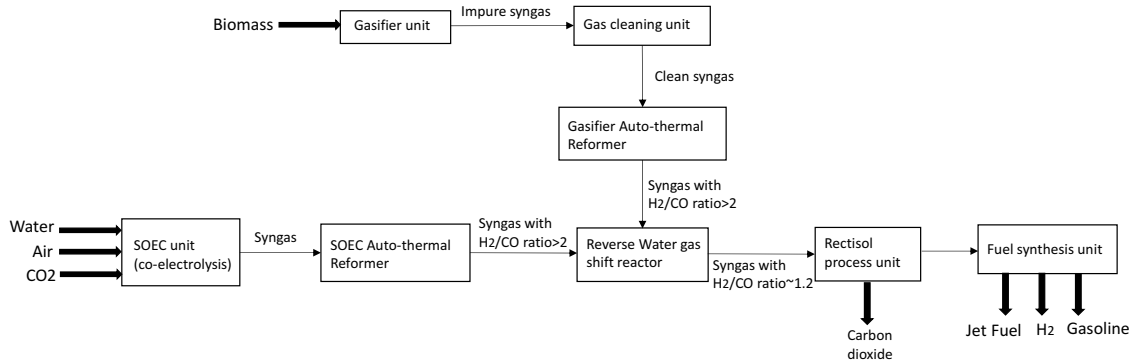 Biomass
Gasifier unit
Impure syngas
Gas cleaning unit
Clean syngas
Gasifier Auto-thermal
Reformer
Syngas with
H2/CO ratio>2
Water
Air
CO2
SOEC unit
(co-electrolysis)
Syngas
SOEC Auto-thermal
Reformer
Syngas with
H2/CO ratio>2
Reverse Water gas
shift reactor
Syngas with
H2/CO ratio~1.2
Rectisol
process unit
Carbon
dioxide
Fuel synthesis unit
Jet Fuel
H2
Gasoline